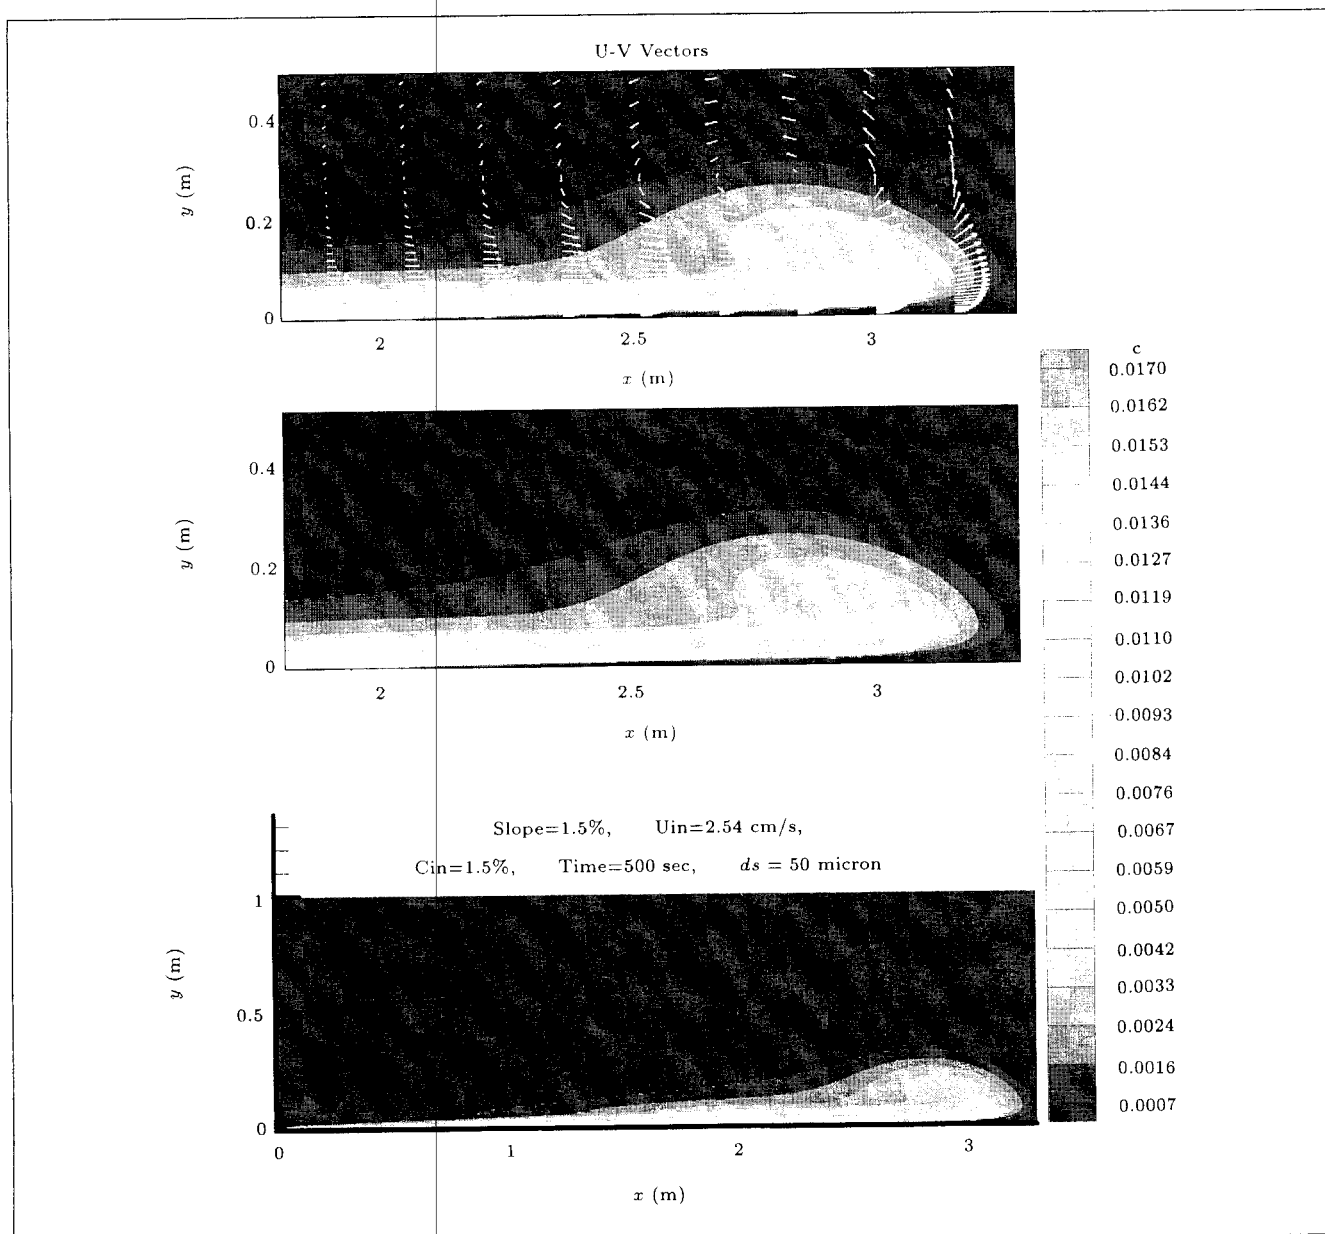 U-V Vectors
0.4
0.2
0
y (m)
2 2.5 3
x (m)
0.4
0.2
0
y (m)
2 2.5 3
x (m)
c
0.0170
0.0162
0.0153
0.0144
0.0136
0.0127
0.0119
0.0110
0.0102
0.0093
0.0084
0.0076
0.0067
0.0059
0.0050
0.0042
0.0033
0.0024
0.0016
0.0007
Slope=1.5%, Uin=2.54 cm/s,
Cin=1.5%, Time=500 sec, ds = 50 micron
1
0.5
0
y (m)
0 1 2 3
x (m)